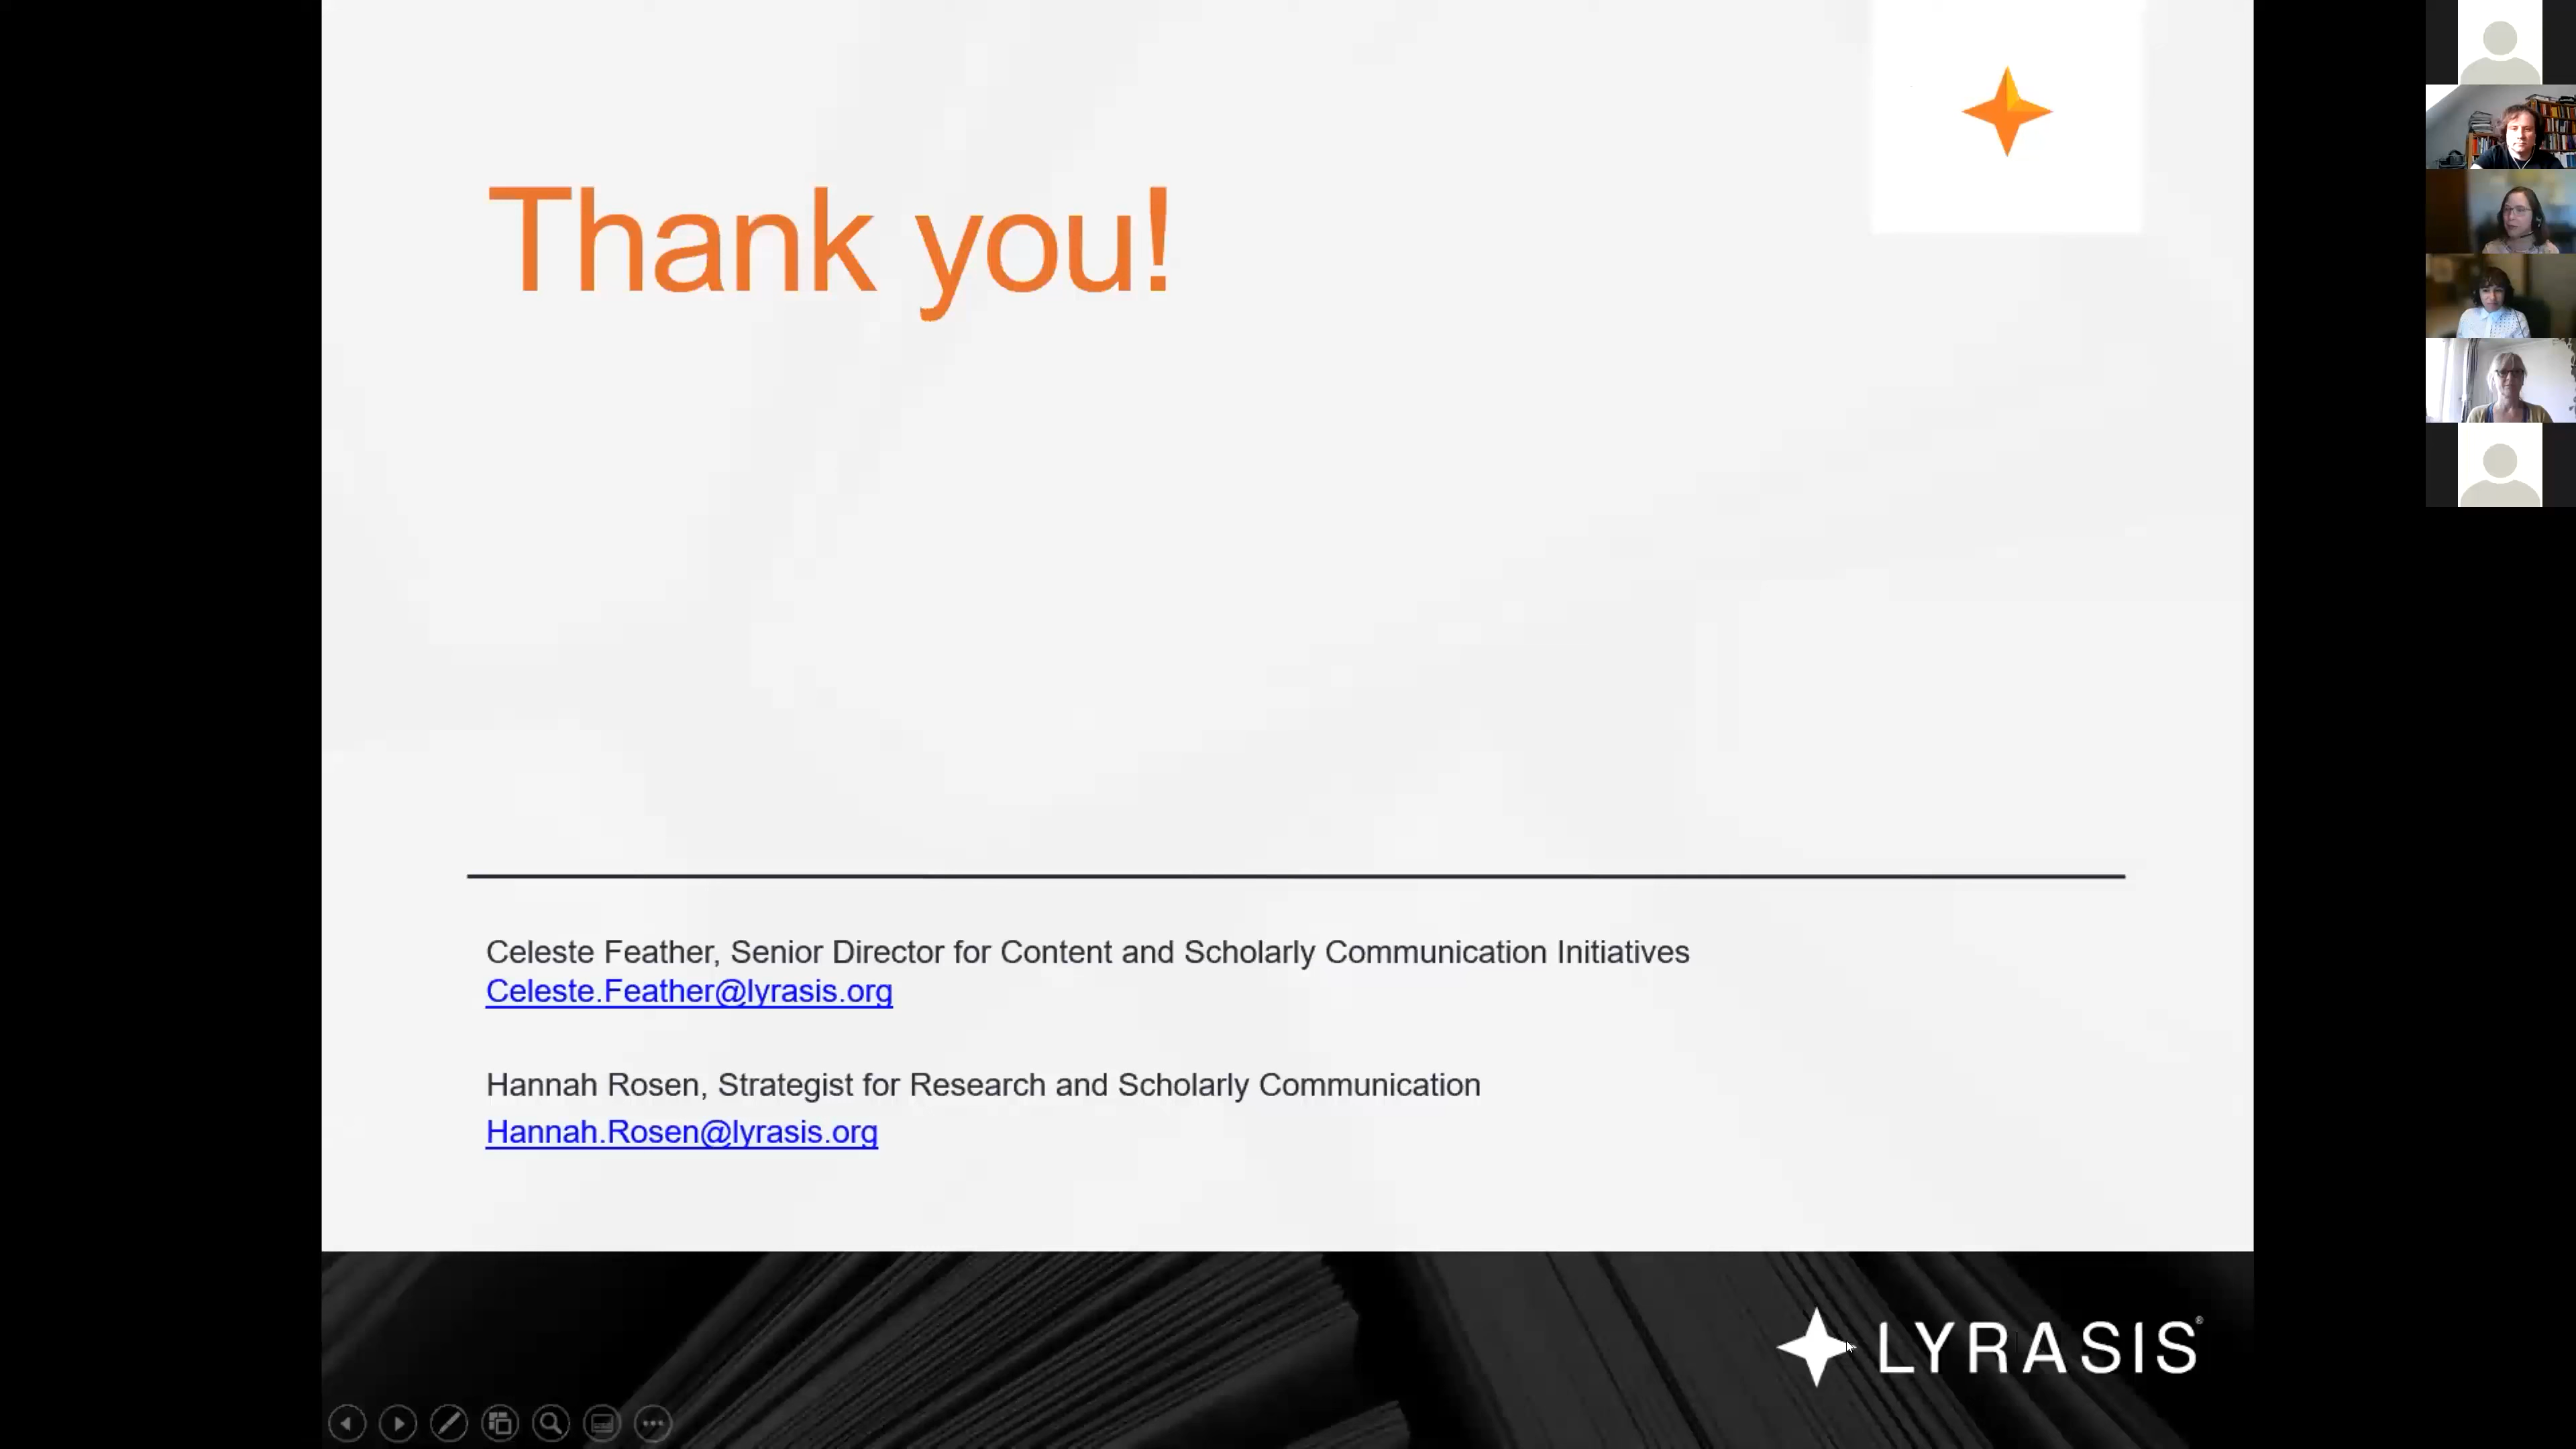 Thank you!
Celeste Feather, Senior Director for Content and Scholarly Communication Initiatives
Celeste.Feather@lyrasis.org
Hannah Rosen, Strategist for Research and Scholarly Communication
Hannah.Rosen@lyrasis.org
LYRASIS®